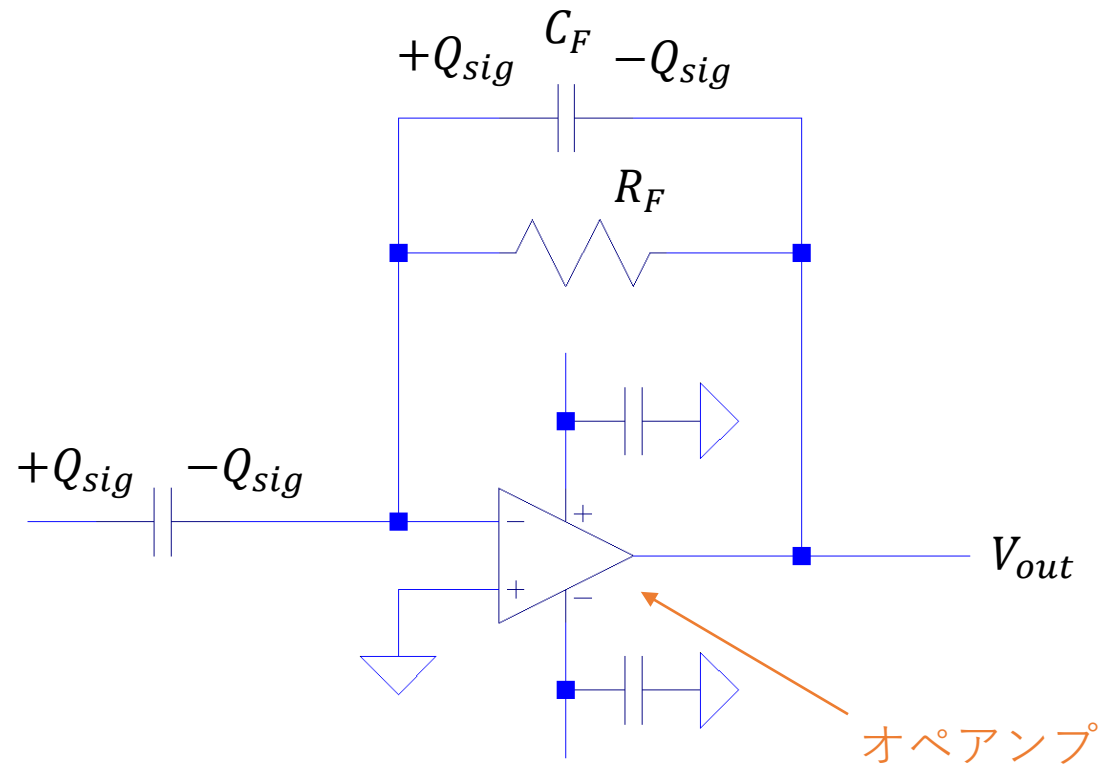 C_F
+Q_sig −Q_sig
R_F
+Q_sig −Q_sig
+
−
+
−
V_out
オペアンプ